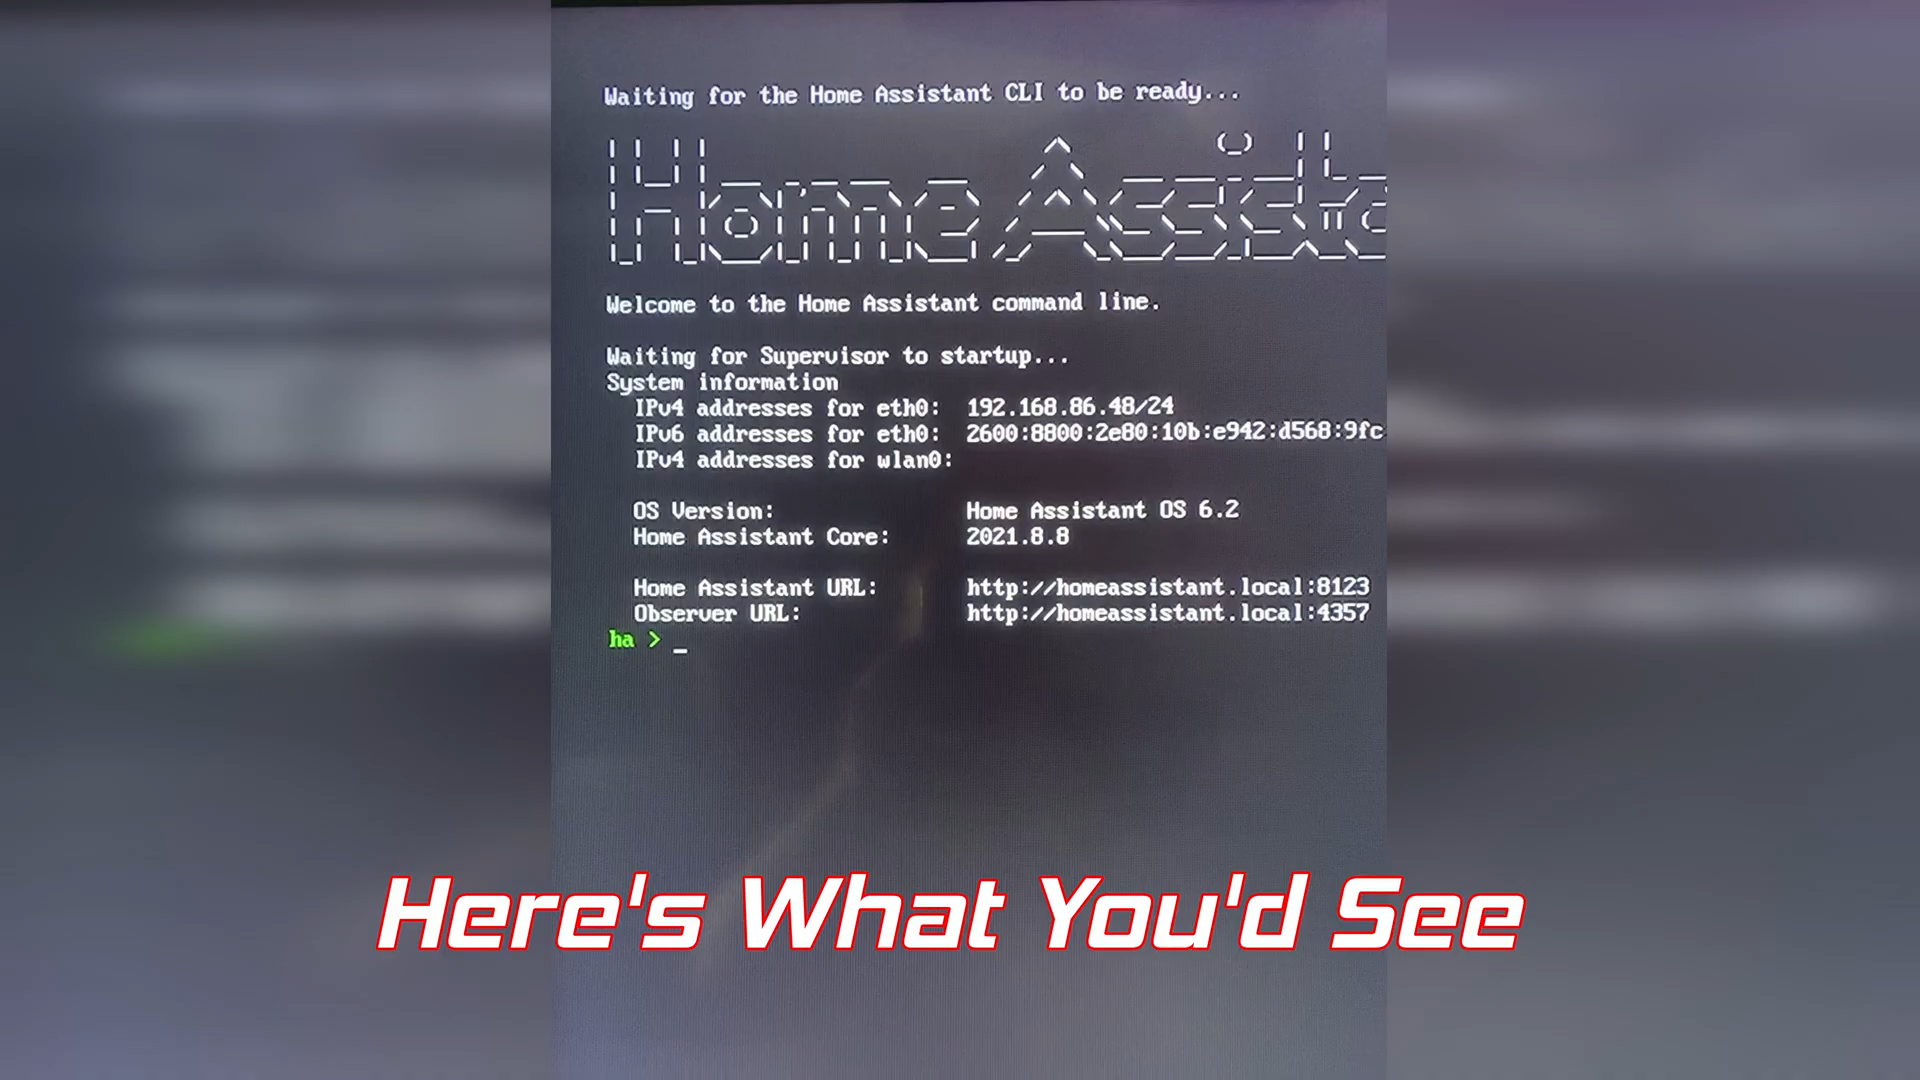 Waiting for the Home Assistant CLI to be ready...
Home Assista
Welcome to the Home Assistant command line.
Waiting for Supervisor to startup...
System information
IPv4 addresses for eth0: 192.168.86.48/24
IPv6 addresses for eth0: 2600:8800:2e80:10b:e942:d568:9fc
IPv4 addresses for wlan0:
OS Version: Home Assistant OS 6.2
Home Assistant Core: 2021.8.8
Home Assistant URL: http://homeassistant.local:8123
Observer URL: http://homeassistant.local:4357
ha > _
Here's What You'd See